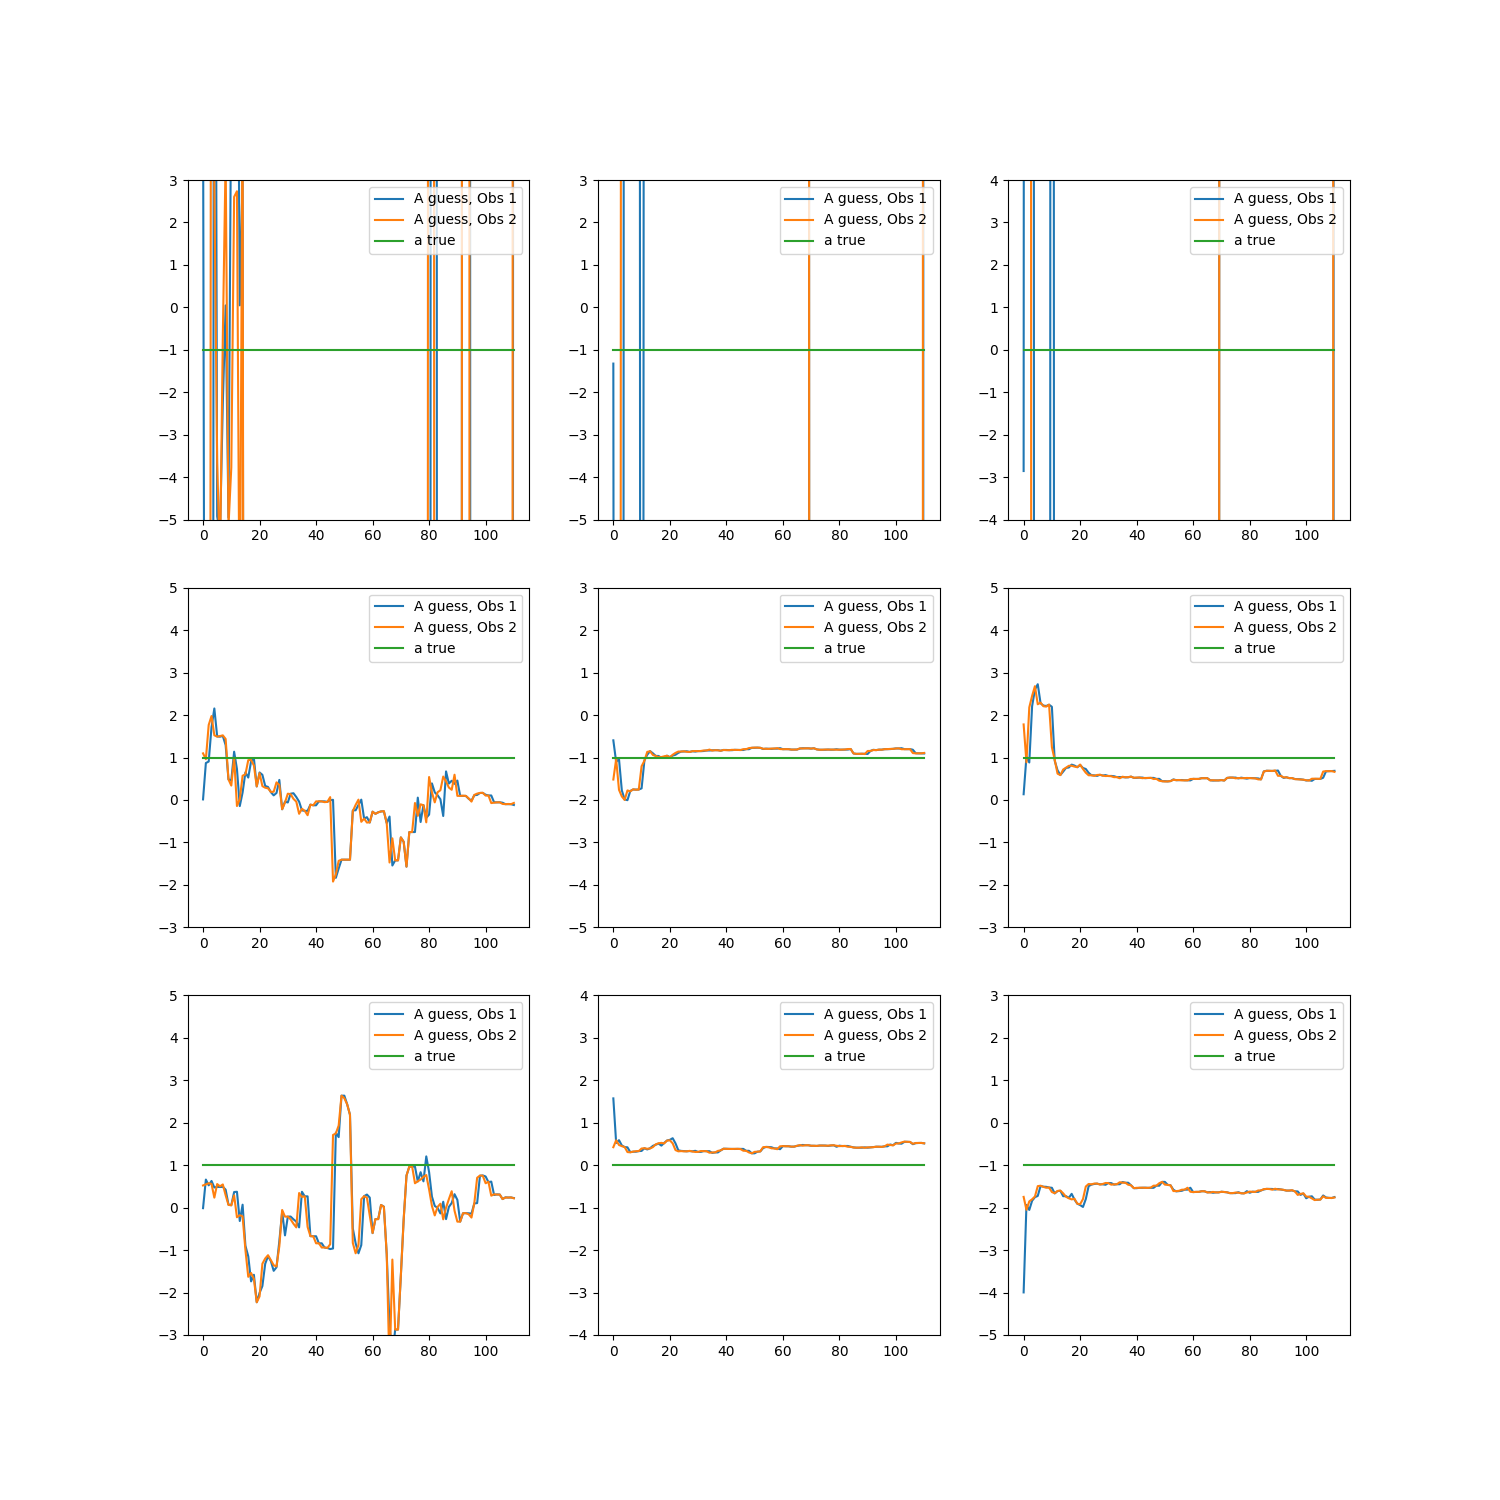 3 A guess, Obs 1 3 A guess, Obs 1 4 A guess, Obs 1
2 A guess, Obs 2 2 A guess, Obs 2 3 A guess, Obs 2
1 a true 1 a true 2 a true
0 0 1
−1 −1 0
−2 −2 −1
−3 −3 −2
−4 −4 −3
−5 −5 −4
0 20 40 60 80 100 0 20 40 60 80 100 0 20 40 60 80 100
5 A guess, Obs 1 3 A guess, Obs 1 5 A guess, Obs 1
4 A guess, Obs 2 2 A guess, Obs 2 4 A guess, Obs 2
3 a true 1 a true 3 a true
2 0 2
1 −1 1
0 −2 0
−1 −3 −1
−2 −4 −2
−3 −5 −3
0 20 40 60 80 100 0 20 40 60 80 100 0 20 40 60 80 100
5 A guess, Obs 1 4 A guess, Obs 1 3 A guess, Obs 1
4 A guess, Obs 2 3 A guess, Obs 2 2 A guess, Obs 2
3 a true 2 a true 1 a true
2 1 0
1 0 −1
0 −1 −2
−1 −2 −3
−2 −3 −4
−3 −4 −5
0 20 40 60 80 100 0 20 40 60 80 100 0 20 40 60 80 100